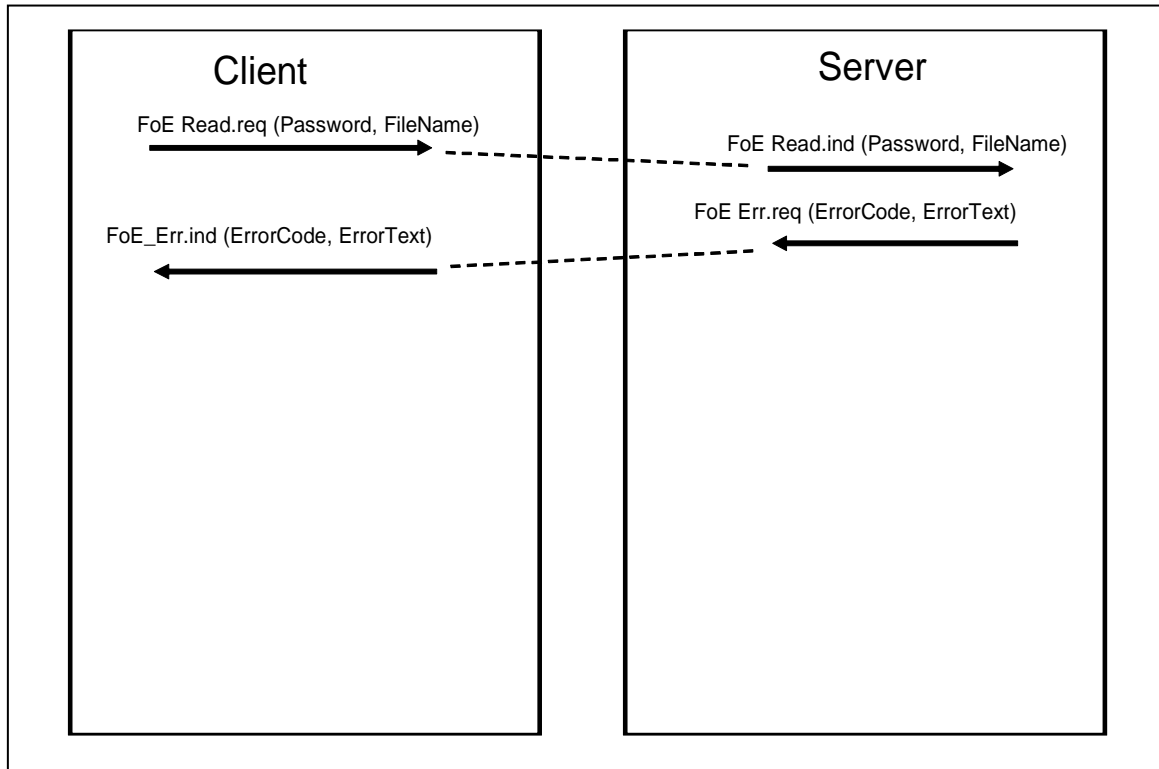 Client
FoE Read.req (Password, FileName)
FoE_Err.ind (ErrorCode, ErrorText)
Server
FoE Read.ind (Password, FileName)
FoE Err.req (ErrorCode, ErrorText)